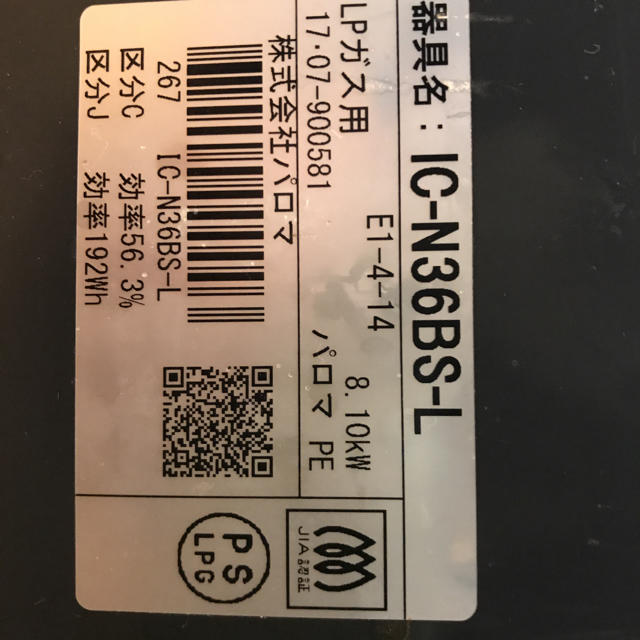 器具名：IC-N36BS-L
E1-4-14
LPガス用 8.10kW
17・07-900581 パロマ PE
株式会社パロマ
267 IC-N36BS-L
区分C 効率56.3%
区分J 効率192Wh
JIA認証
PS
LPG